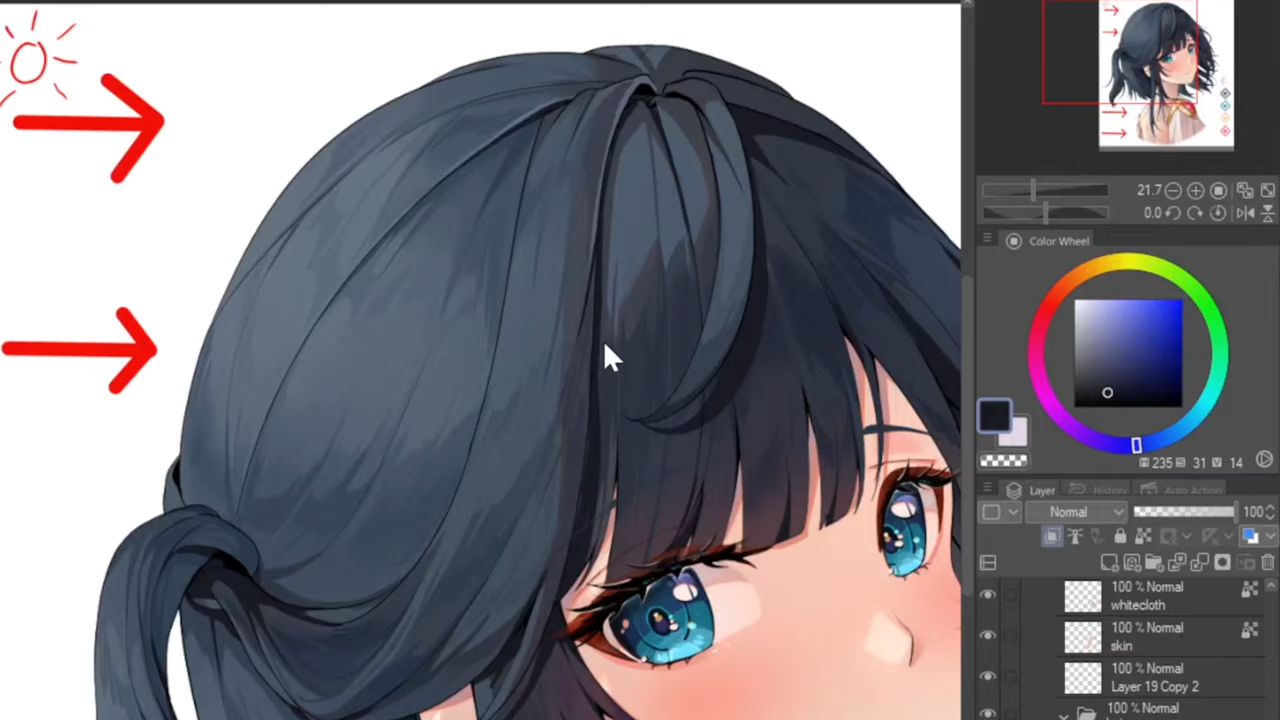 21.7
0.0
Color Wheel
235 31 14
Layer History Auto Action
Normal 100
100 % Normal
whitecloth
100 % Normal
skin
100 % Normal
Layer 19 Copy 2
100 % Normal